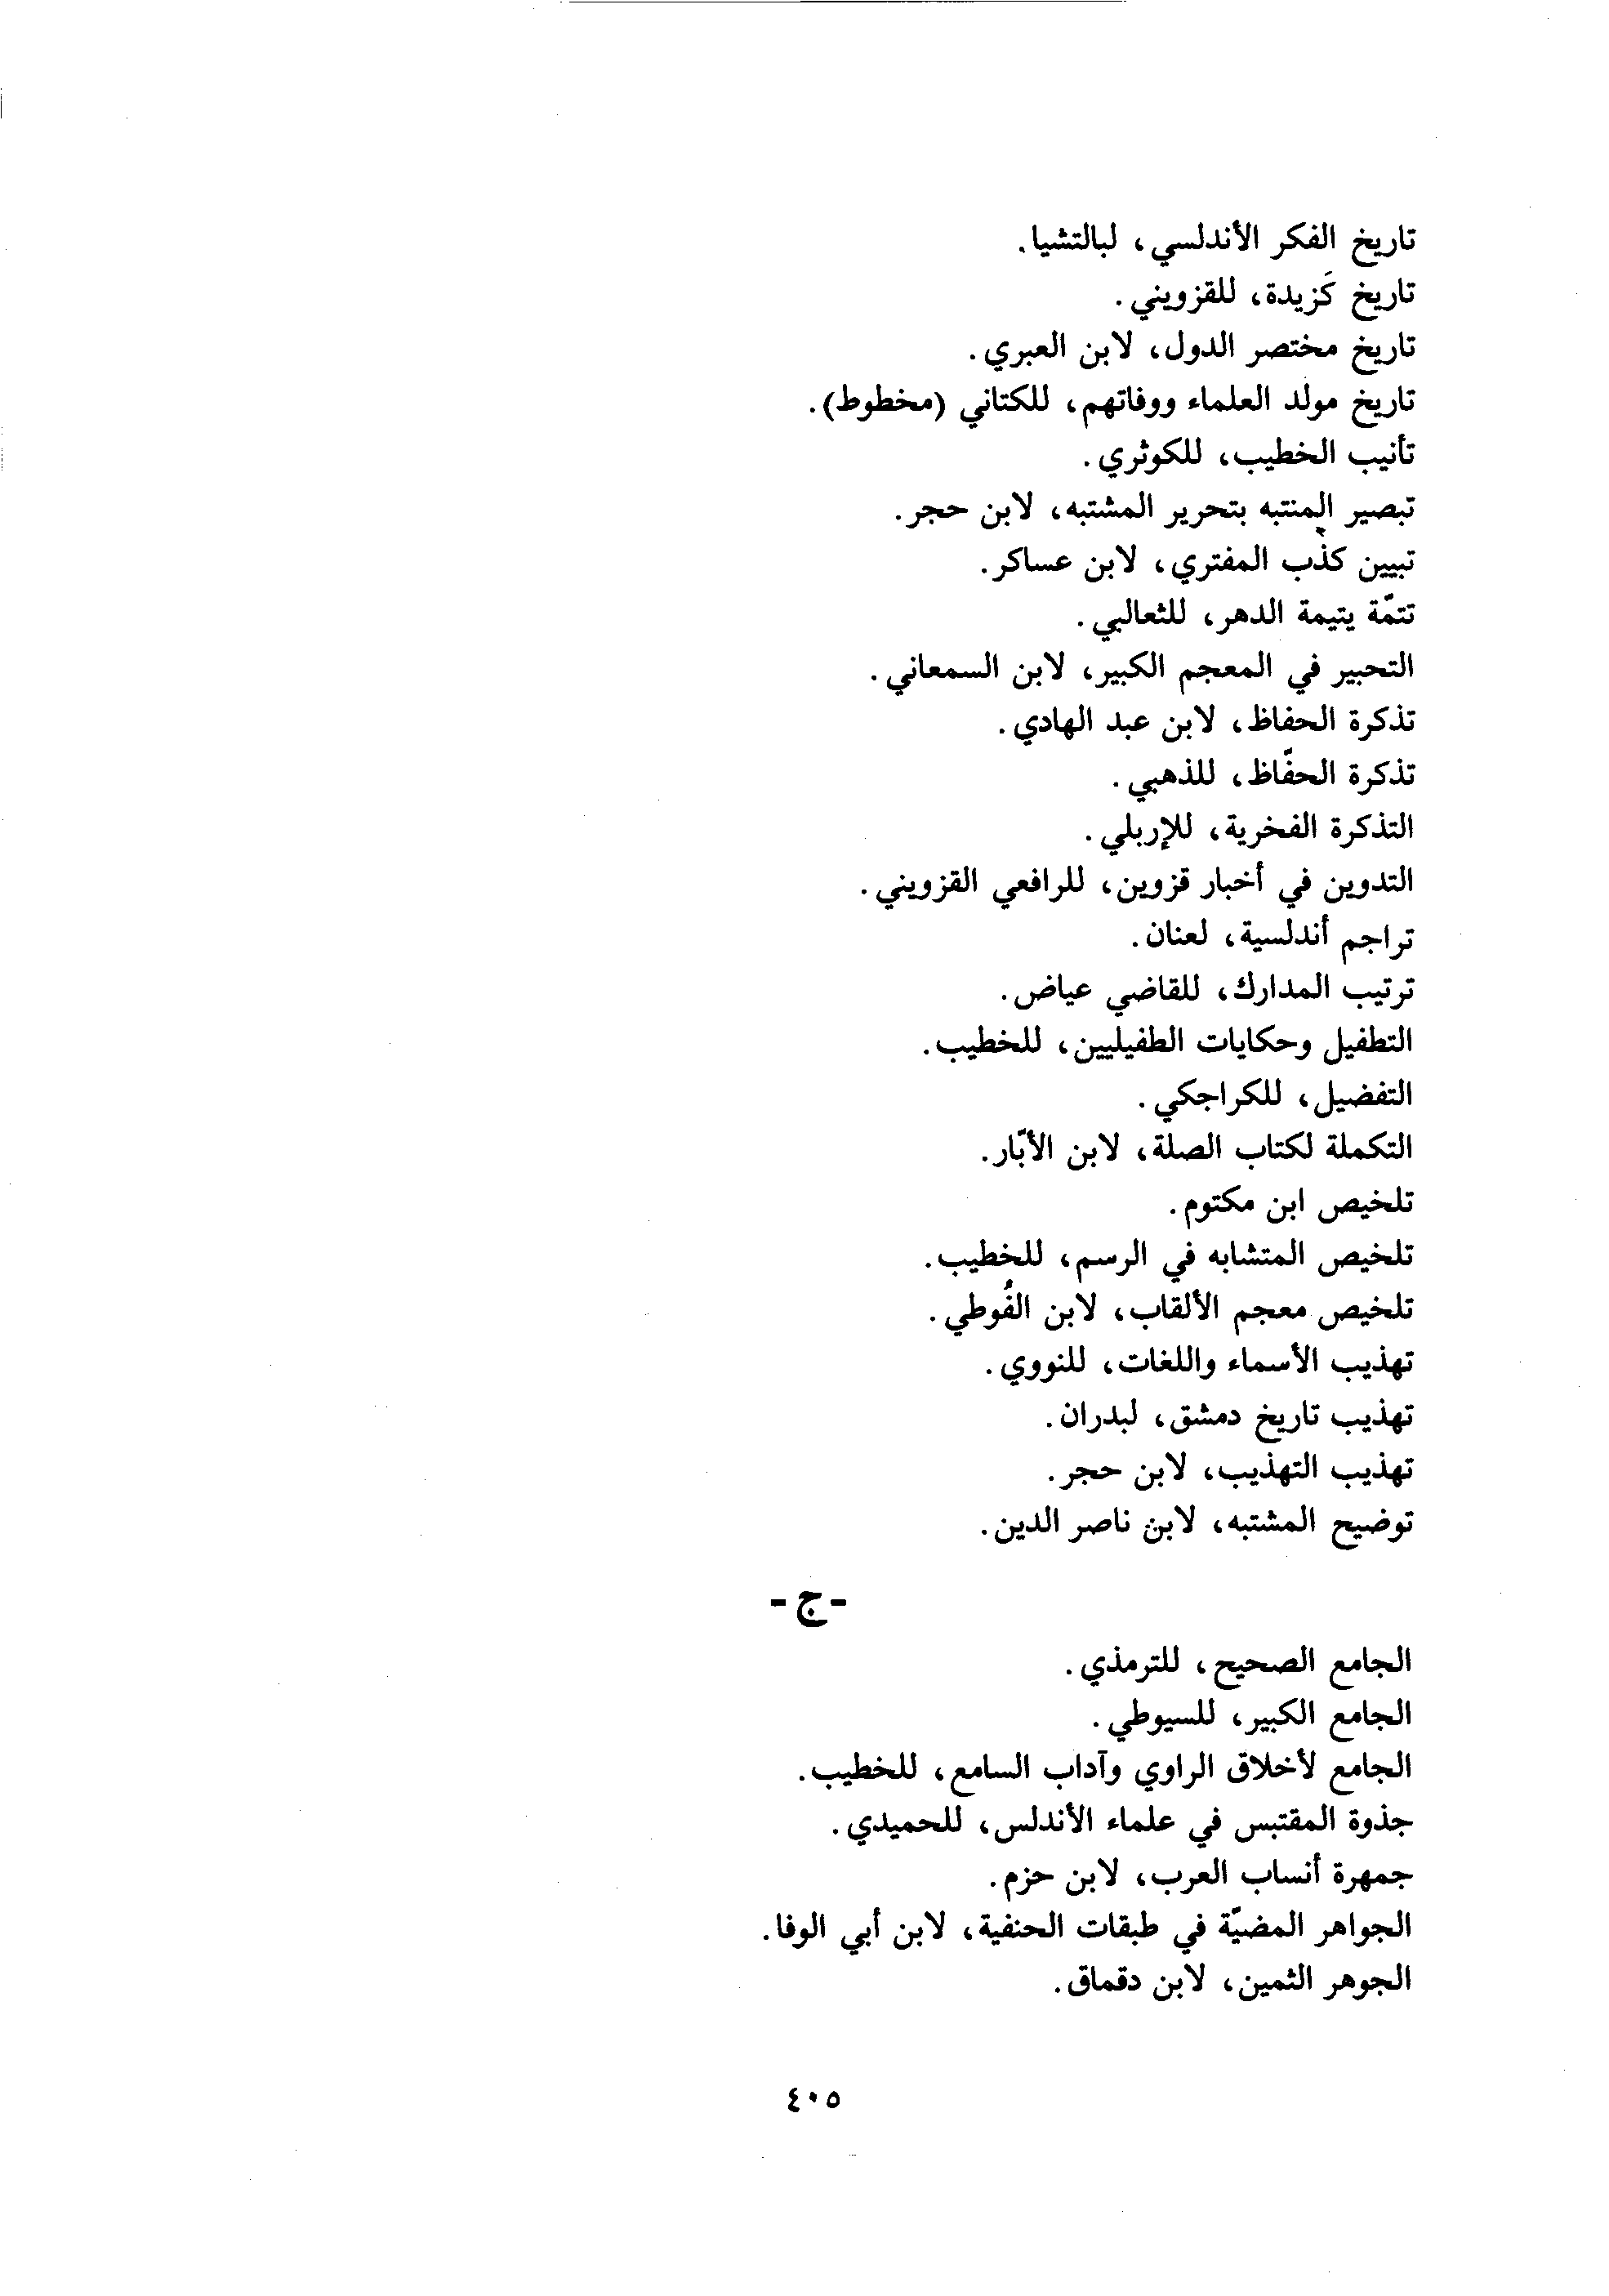 تاريخ الفكر الأندلسي، لبالتشيا.
تاريخ كَزيدة، للقزويني.
تاريخ مختصر الدول، لابن العبري.
تاريخ مولد العلماء ووفاتهم، للكتاني (مخطوط).
تأنيب الخطيب، للكوثري.
تبصير المنتبه بتحرير المشتبه، لابن حجر.
تبيين كذب المفتري، لابن عساكر.
تتمّة يتيمة الدهر، للثعالبي.
التحبير في المعجم الكبير، لابن السمعاني.
تذكرة الحفاظ، لابن عبد الهادي.
تذكرة الحفّاظ، للذهبي.
التذكرة الفخرية، للإربلي.
التدوين في أخبار قزوين، للرافعي القزويني.
تراجم أندلسية، لعنان.
ترتيب المدارك، للقاضي عياض.
التطفيل وحكايات الطفيليين، للخطيب.
التفضيل، للكراجكي.
التكملة لكتاب الصلة، لابن الأبّار.
تلخيص ابن مكتوم.
تلخيص المتشابه في الرسم، للخطيب.
تلخيص معجم الألقاب، لابن الفُوطي.
تهذيب الأسماء واللغات، للنووي.
تهذيب تاريخ دمشق، لبدران.
تهذيب التهذيب، لابن حجر.
توضيح المشتبه، لابن ناصر الدين.
- ج -
الجامع الصحيح، للترمذي.
الجامع الكبير، للسيوطي.
الجامع لأخلاق الراوي وآداب السامع، للخطيب.
جذوة المقتبس في علماء الأندلس، للحميدي.
جمهرة أنساب العرب، لابن حزم.
الجواهر المضيّة في طبقات الحنفية، لابن أبي الوفا.
الجوهر الثمين، لابن دقماق.
٤٠٥